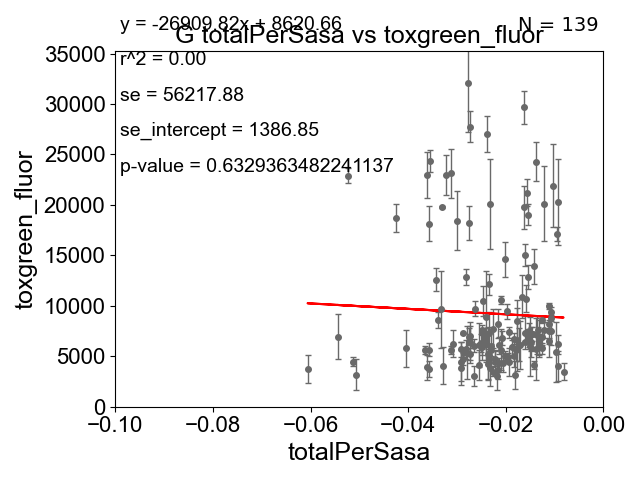 y = -26909.82x + 8620.66
N = 139
G totalPerSasa vs toxgreen_fluor
r^2 = 0.00
se = 56217.88
se_intercept = 1386.85
p-value = 0.6329363482241137
toxgreen_fluor
35000
30000
25000
20000
15000
10000
5000
0
−0.10
−0.08
−0.06
−0.04
−0.02
0.00
totalPerSasa